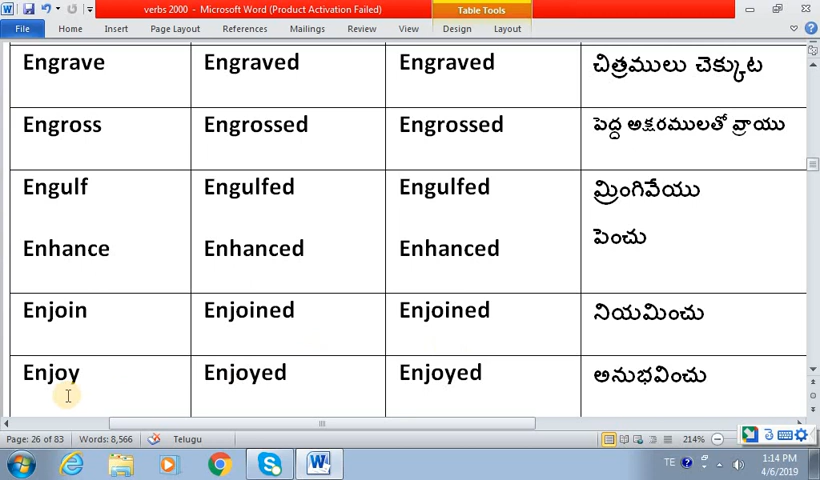 verbs 2000 - Microsoft Word (Product Activation Failed) Table Tools
File Home Insert Page Layout References Mailings Review View Design Layout
Engrave Engraved Engraved చిత్రములు చెక్కుట
Engross Engrossed Engrossed పెద్ద అక్షరములతో వ్రాయు
Engulf Engulfed Engulfed మ్రింగివేయు
Enhance Enhanced Enhanced పెంచు
Enjoin Enjoined Enjoined నియమించు
Enjoy Enjoyed Enjoyed అనుభవించు
Page: 26 of 83 Words: 8,566 Telugu 214%
TE 1:14 PM
4/6/2019